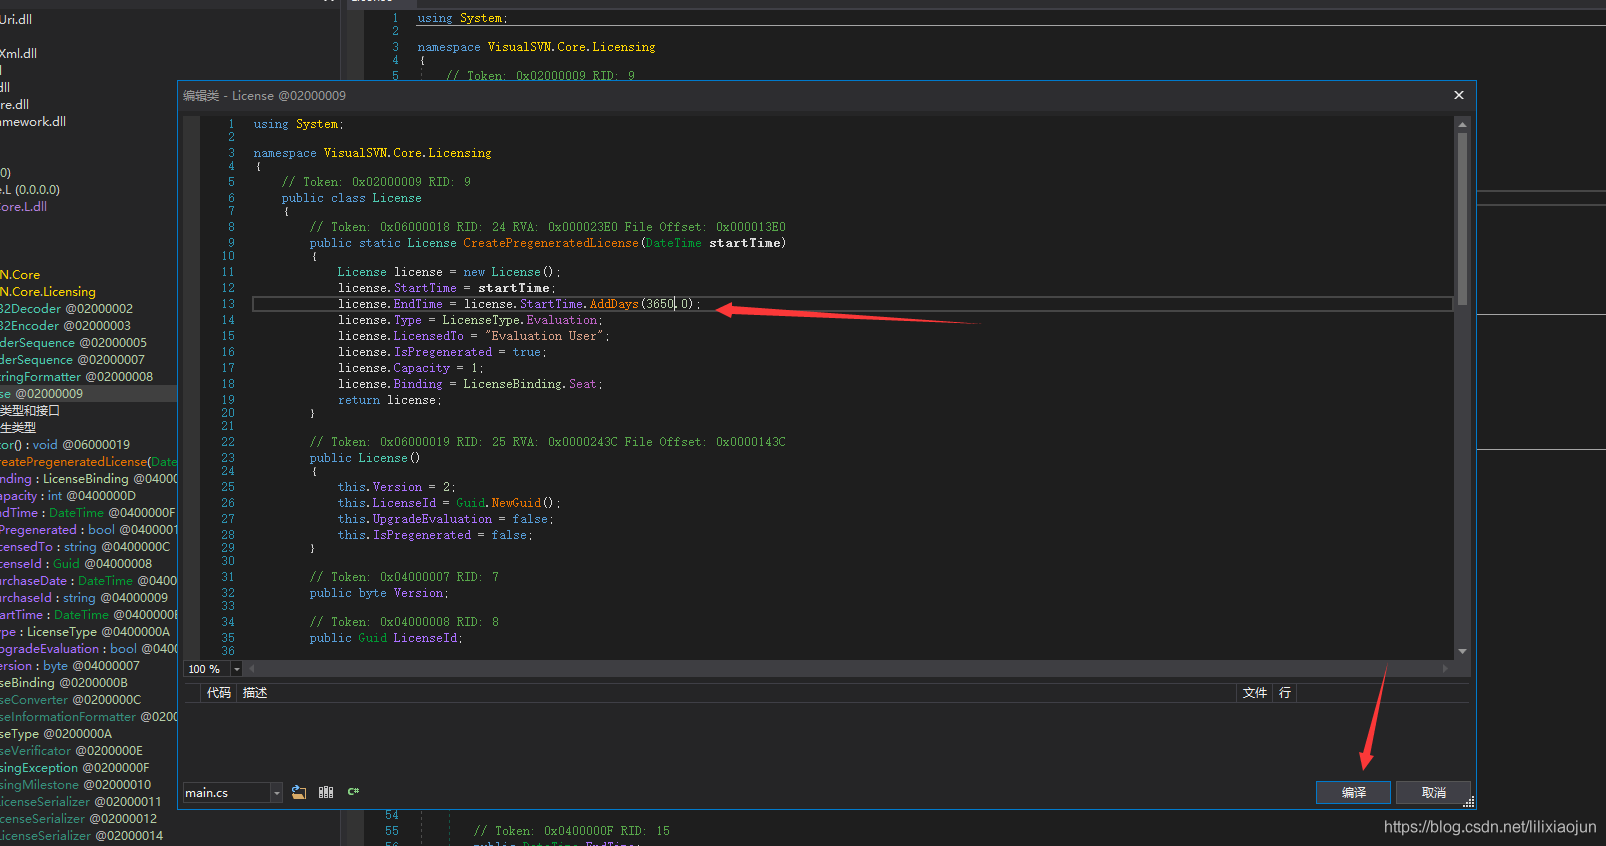 Uri.dll
Xml.dll
l
dll
re.dll
amework.dll
0)
e.L (0.0.0.0)
Core.L.dll
N.Core
N.Core.Licensing
32Decoder @02000002
32Encoder @02000003
derSequence @02000005
derSequence @02000007
tringFormatter @02000008
se @02000009
类型和接口
生类型
tor() : void @06000019
reatePregeneratedLicense(Date
nding : LicenseBinding @0400
apacity : int @0400000D
ndTime : DateTime @0400000F
Pregenerated : bool @0400001
censedTo : string @0400000C
censeId : Guid @04000008
urchaseDate : DateTime @040
urchaseId : string @04000009
artTime : DateTime @0400000E
ype : LicenseType @0400000A
pgradeEvaluation : bool @040
ersion : byte @04000007
seBinding @0200000B
seConverter @0200000C
seInformationFormatter @020
seType @0200000A
seVerificator @0200000E
singException @0200000F
singMilestone @02000010
icenseSerializer @02000011
censeSerializer @02000012
LicenseSerializer @02000014
1 using System;
2
3 namespace VisualSVN.Core.Licensing
4 {
5 // Token: 0x02000009 RID: 9
编辑类 - License @02000009
1 using System;
2
3 namespace VisualSVN.Core.Licensing
4 {
5 // Token: 0x02000009 RID: 9
6 public class License
7 {
8 // Token: 0x06000018 RID: 24 RVA: 0x000023E0 File Offset: 0x000013E0
9 public static License CreatePregeneratedLicense(DateTime startTime)
10 {
11 License license = new License();
12 license.StartTime = startTime;
13 license.EndTime = license.StartTime.AddDays(3650.0);
14 license.Type = LicenseType.Evaluation;
15 license.LicensedTo = "Evaluation User";
16 license.IsPregenerated = true;
17 license.Capacity = 1;
18 license.Binding = LicenseBinding.Seat;
19 return license;
20 }
21
22 // Token: 0x06000019 RID: 25 RVA: 0x0000243C File Offset: 0x0000143C
23 public License()
24 {
25 this.Version = 2;
26 this.LicenseId = Guid.NewGuid();
27 this.UpgradeEvaluation = false;
28 this.IsPregenerated = false;
29 }
30
31 // Token: 0x04000007 RID: 7
32 public byte Version;
33
34 // Token: 0x04000008 RID: 8
35 public Guid LicenseId;
36
100 %
代码 描述 文件 行
main.cs
C#
编译 取消
54
55 // Token: 0x0400000F RID: 15
https://blog.csdn.net/lilixiaojun